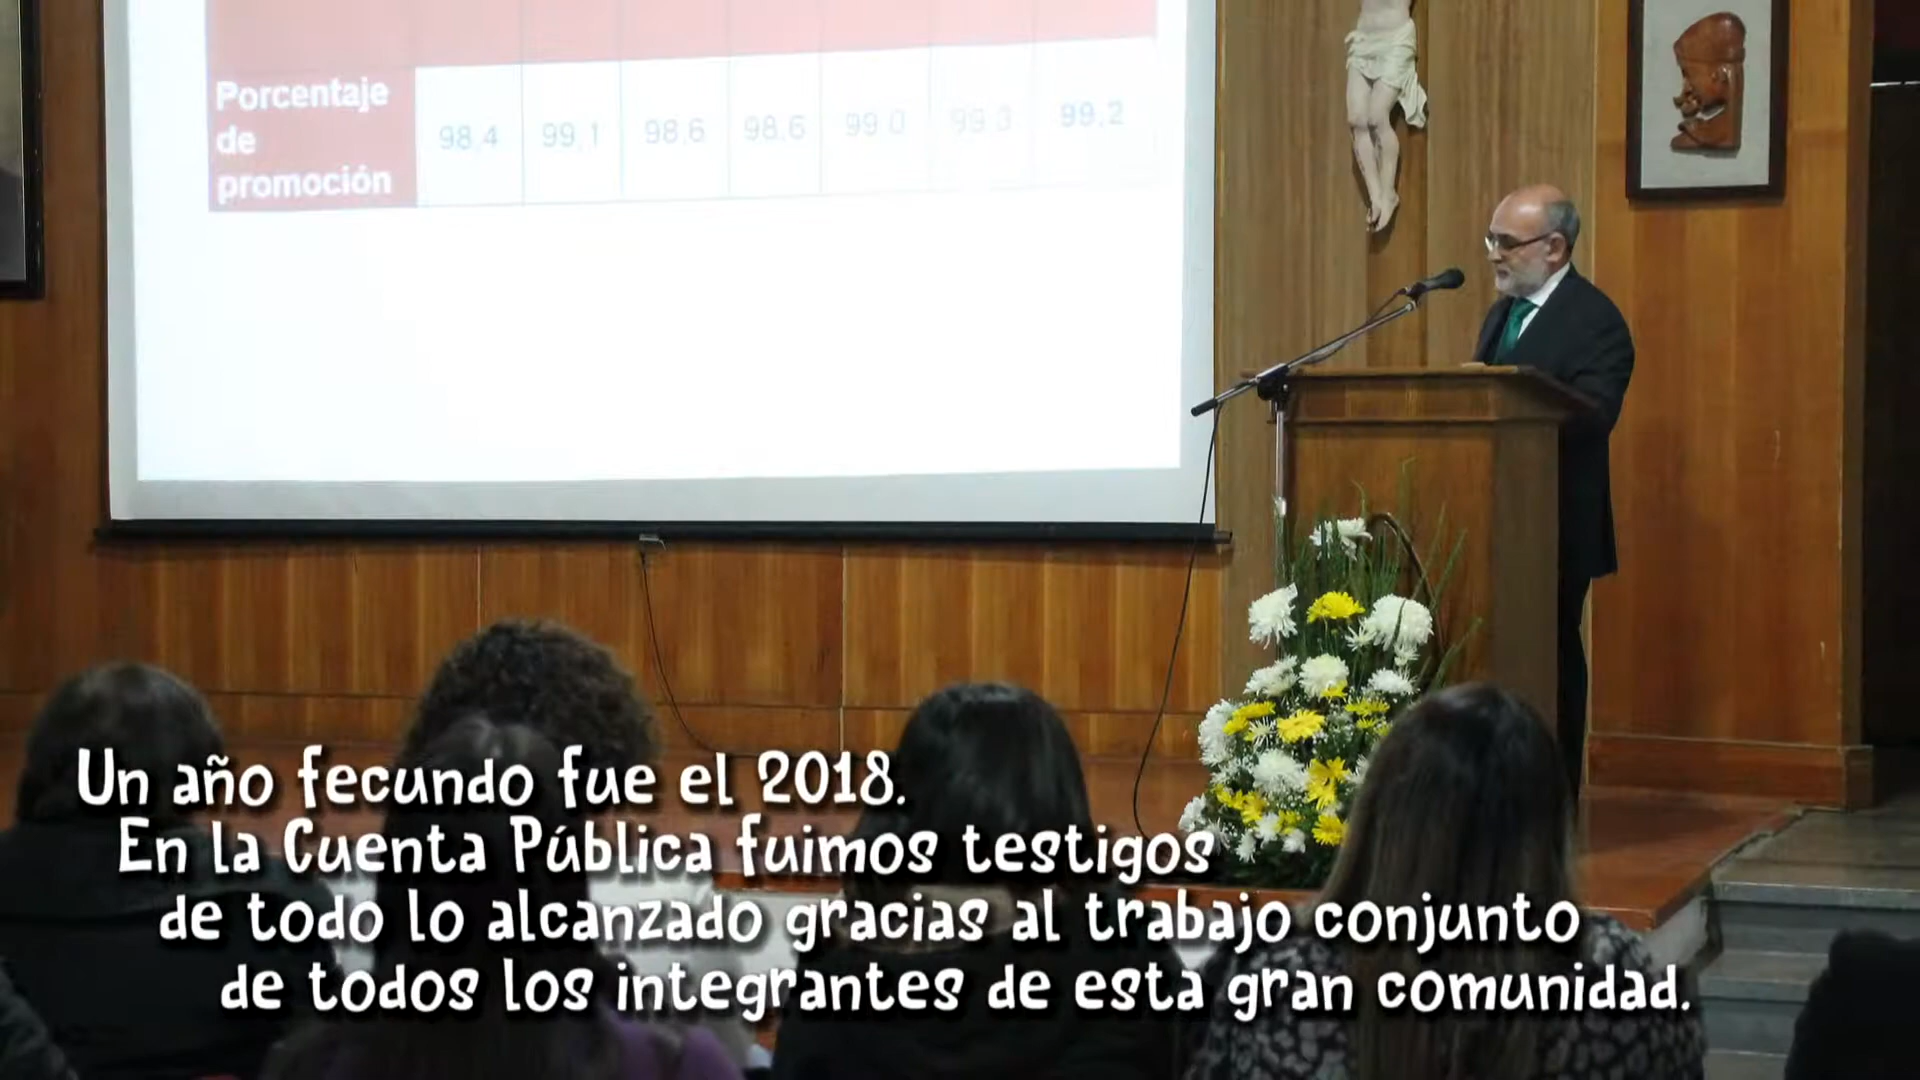 Porcentaje
de
promoción
98,4 99,1 98,6 98,6 99,0 99,3 99,2
Un año fecundo fue el 2018.
En la Cuenta Pública fuimos testigos
de todo lo alcanzado gracias al trabajo conjunto
de todos los integrantes de esta gran comunidad.